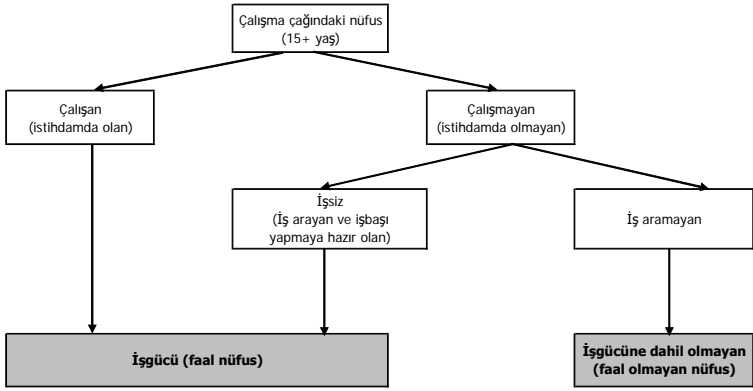 Çalışma çağındaki nüfus
(15+ yaş)
Çalışan
(istihdamda olan)
Çalışmayan
(istihdamda olmayan)
İşsiz
(İş arayan ve işbaşı
yapmaya hazır olan)
İş aramayan
İşgücü (faal nüfus)
İşgücüne dahil olmayan
(faal olmayan nüfus)